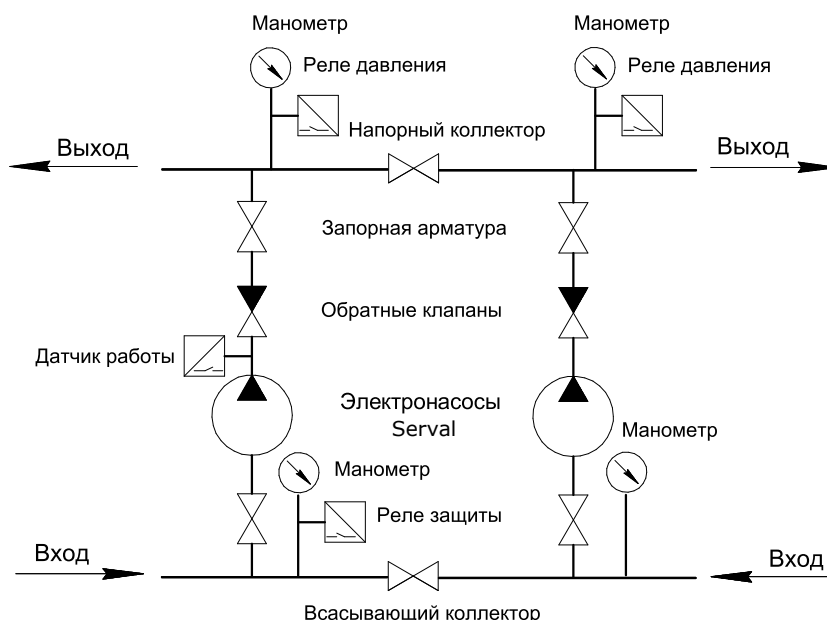 Манометр
Манометр
Реле давления
Реле давления
Напорный коллектор
Выход
Выход
Запорная арматура
Обратные клапаны
Датчик работы
Электронасосы
Serval
Манометр
Манометр
Реле защиты
Вход
Вход
Всасывающий коллектор